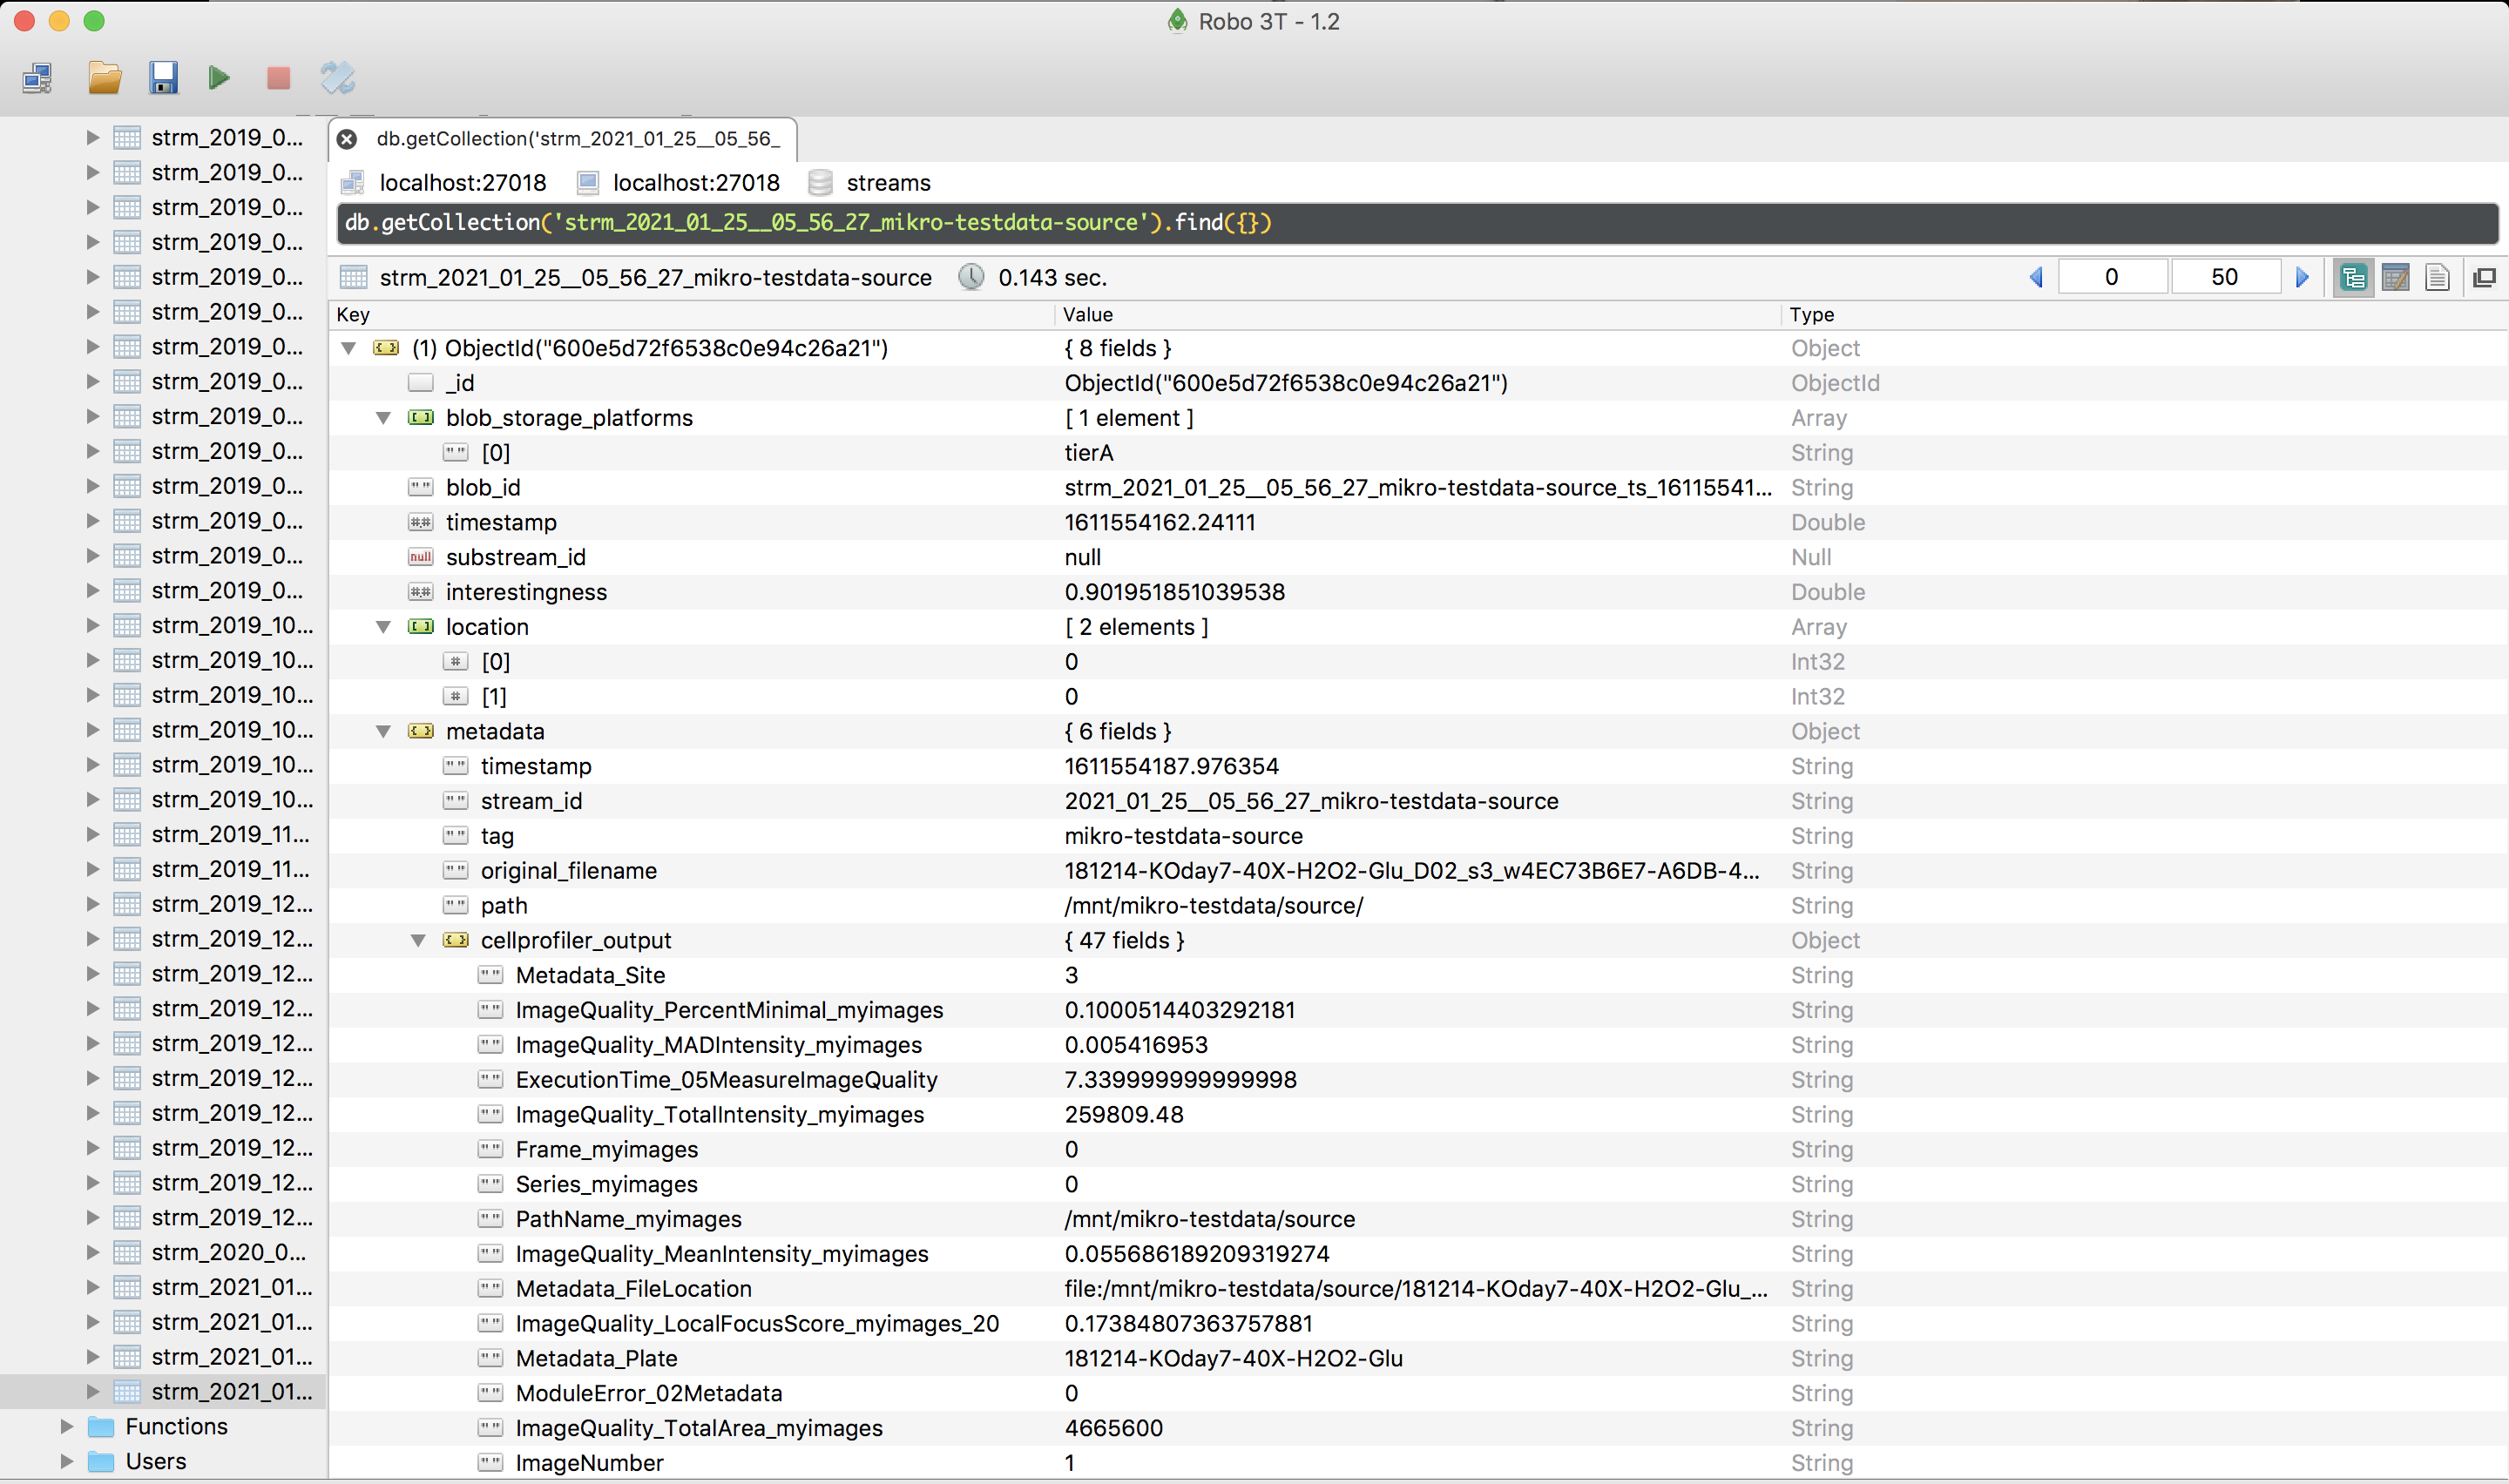 Robo 3T - 1.2
strm_2019_0...
strm_2019_0...
strm_2019_0...
strm_2019_0...
strm_2019_0...
strm_2019_0...
strm_2019_0...
strm_2019_0...
strm_2019_0...
strm_2019_0...
strm_2019_0...
strm_2019_0...
strm_2019_0...
strm_2019_0...
strm_2019_10...
strm_2019_10...
strm_2019_10...
strm_2019_10...
strm_2019_10...
strm_2019_10...
strm_2019_11...
strm_2019_11...
strm_2019_12...
strm_2019_12...
strm_2019_12...
strm_2019_12...
strm_2019_12...
strm_2019_12...
strm_2019_12...
strm_2019_12...
strm_2019_12...
strm_2019_12...
strm_2020_0...
strm_2021_01...
strm_2021_01...
strm_2021_01...
strm_2021_01...
Functions
Users
db.getCollection('strm_2021_01_25__05_56_
localhost:27018 localhost:27018 streams
db.getCollection('strm_2021_01_25__05_56_27_mikro-testdata-source').find({})
strm_2021_01_25__05_56_27_mikro-testdata-source 0.143 sec. 0 50
Key Value Type
(1) ObjectId("600e5d72f6538c0e94c26a21") { 8 fields } Object
_id ObjectId("600e5d72f6538c0e94c26a21") ObjectId
blob_storage_platforms [ 1 element ] Array
[0] tierA String
blob_id strm_2021_01_25__05_56_27_mikro-testdata-source_ts_16115541... String
timestamp 1611554162.24111 Double
null substream_id null Null
interestingness 0.901951851039538 Double
location [ 2 elements ] Array
[0] 0 Int32
[1] 0 Int32
metadata { 6 fields } Object
timestamp 1611554187.976354 String
stream_id 2021_01_25__05_56_27_mikro-testdata-source String
tag mikro-testdata-source String
original_filename 181214-KOday7-40X-H2O2-Glu_D02_s3_w4EC73B6E7-A6DB-4... String
path /mnt/mikro-testdata/source/ String
cellprofiler_output { 47 fields } Object
Metadata_Site 3 String
ImageQuality_PercentMinimal_myimages 0.1000514403292181 String
ImageQuality_MADIntensity_myimages 0.005416953 String
ExecutionTime_05MeasureImageQuality 7.339999999999998 String
ImageQuality_TotalIntensity_myimages 259809.48 String
Frame_myimages 0 String
Series_myimages 0 String
PathName_myimages /mnt/mikro-testdata/source String
ImageQuality_MeanIntensity_myimages 0.055686189209319274 String
Metadata_FileLocation file:/mnt/mikro-testdata/source/181214-KOday7-40X-H2O2-Glu_... String
ImageQuality_LocalFocusScore_myimages_20 0.17384807363757881 String
Metadata_Plate 181214-KOday7-40X-H2O2-Glu String
ModuleError_02Metadata 0 String
ImageQuality_TotalArea_myimages 4665600 String
ImageNumber 1 String